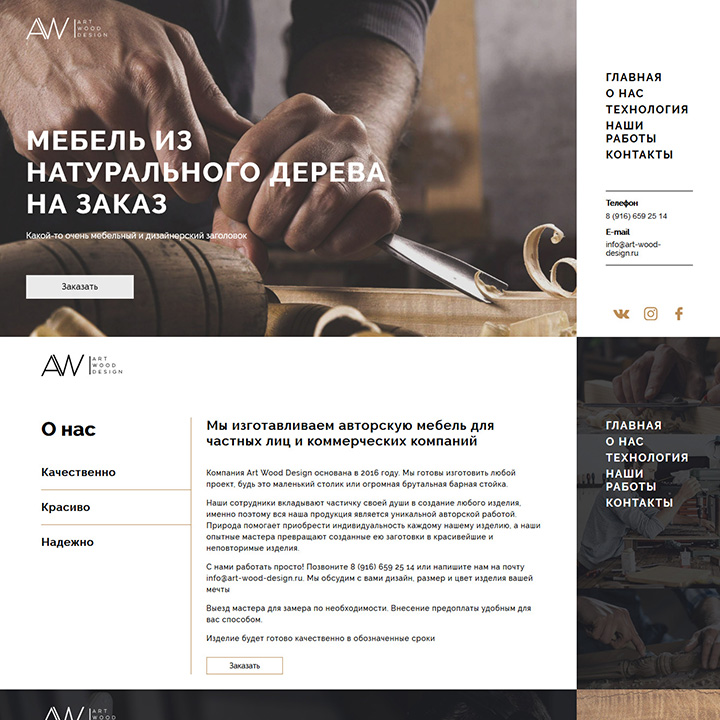 AW ART
WOOD
DESIGN
МЕБЕЛЬ ИЗ
НАТУРАЛЬНОГО ДЕРЕВА
НА ЗАКАЗ
Какой-то очень мебельный и дизайнерский заголовок
Заказать
ГЛАВНАЯ
О НАС
ТЕХНОЛОГИЯ
НАШИ
РАБОТЫ
КОНТАКТЫ
Телефон
8 (916) 659 25 14
E-mail
info@art-wood-
design.ru
AW ART
WOOD
DESIGN
О нас
Качественно
Красиво
Надежно
Мы изготавливаем авторскую мебель для
частных лиц и коммерческих компаний
Компания Art Wood Design основана в 2016 году. Мы готовы изготовить любой
проект, будь это маленький столик или огромная брутальная барная стойка.
Наши сотрудники вкладывают частичку своей души в создание любого изделия,
именно поэтому вся наша продукция является уникальной авторской работой.
Природа помогает приобрести индивидуальность каждому нашему изделию, а наши
опытные мастера превращают созданные ею заготовки в красивейшие и
неповторимые изделия.
С нами работать просто! Позвоните 8 (916) 659 25 14 или напишите нам на почту
info@art-wood-design.ru. Мы обсудим с вами дизайн, размер и цвет изделия вашей
мечты
Выезд мастера для замера по необходимости. Внесение предоплаты удобным для
вас способом.
Изделие будет готово качественно в обозначенные сроки
Заказать
ГЛАВНАЯ
О НАС
ТЕХНОЛОГИЯ
НАШИ
РАБОТЫ
КОНТАКТЫ
AW ART
WOOD